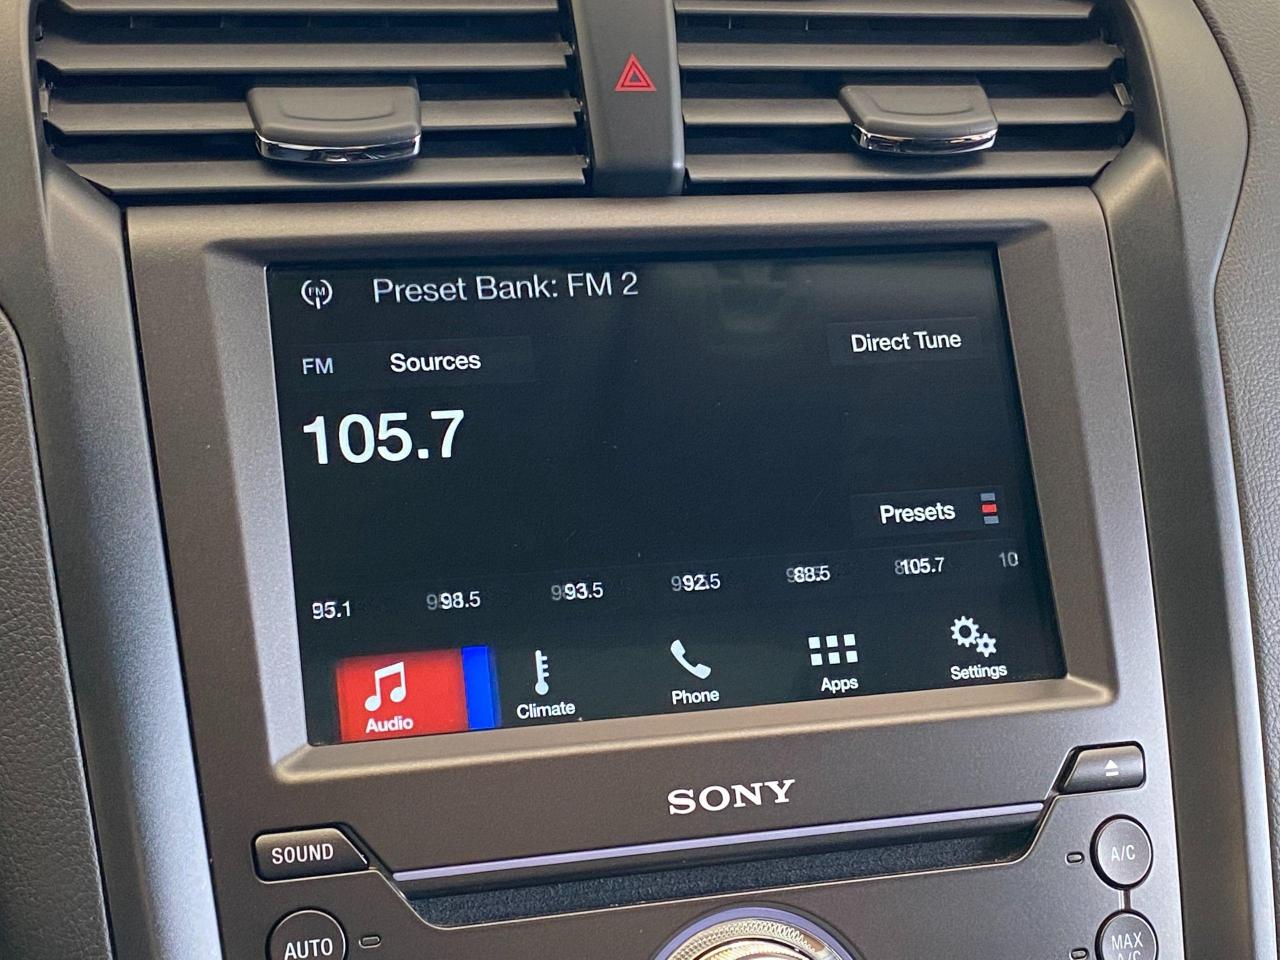 FM
Preset Bank: FM 2
FM
Sources
Direct Tune
105.7
Presets
95.1
98.5
93.5
92.5
88.5
105.7
10
Audio
Climate
Phone
Apps
Settings
SONY
SOUND
A/C
AUTO
MAX
A/C